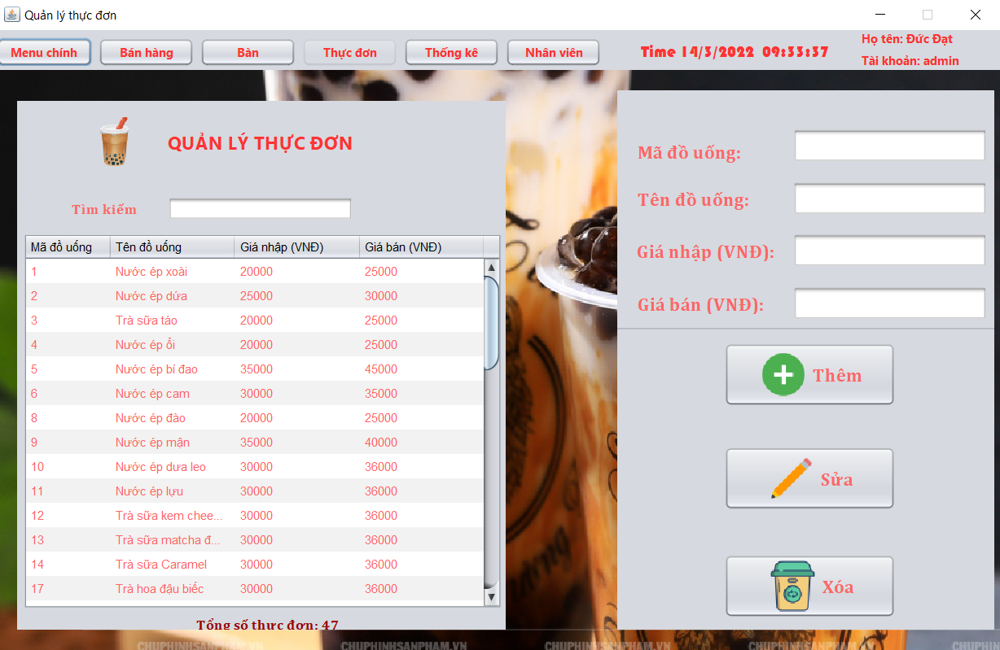 Quản lý thực đơn
Menu chính
Bán hàng
Bàn
Thực đơn
Thống kê
Nhân viên
Time 14/3/2022 09:33:37
Họ tên: Đức Đạt
Tài khoản: admin
QUẢN LÝ THỰC ĐƠN
Tìm kiếm
Mã đồ uống Tên đồ uống Giá nhập (VNĐ) Giá bán (VNĐ)
1 Nước ép xoài 20000 25000
2 Nước ép dứa 25000 30000
3 Trà sữa táo 20000 25000
4 Nước ép ổi 20000 25000
5 Nước ép bí đao 35000 45000
6 Nước ép cam 30000 35000
8 Nước ép đào 20000 25000
9 Nước ép mận 35000 40000
10 Nước ép dưa leo 30000 36000
11 Nước ép lựu 30000 36000
12 Trà sữa kem chee... 30000 36000
13 Trà sữa matcha đ... 30000 36000
14 Trà sữa Caramel 30000 36000
17 Trà hoa đậu biếc 30000 36000
Tổng số thực đơn: 47
Mã đồ uống:
Tên đồ uống:
Giá nhập (VNĐ):
Giá bán (VNĐ):
Thêm
Sửa
Xóa
CHUPHINHSANPHAM.VN
CHUPHINHSANPHAM.VN
CHUPHINHSANPHAM.VN
CHUPHINHSANPHAM.VN